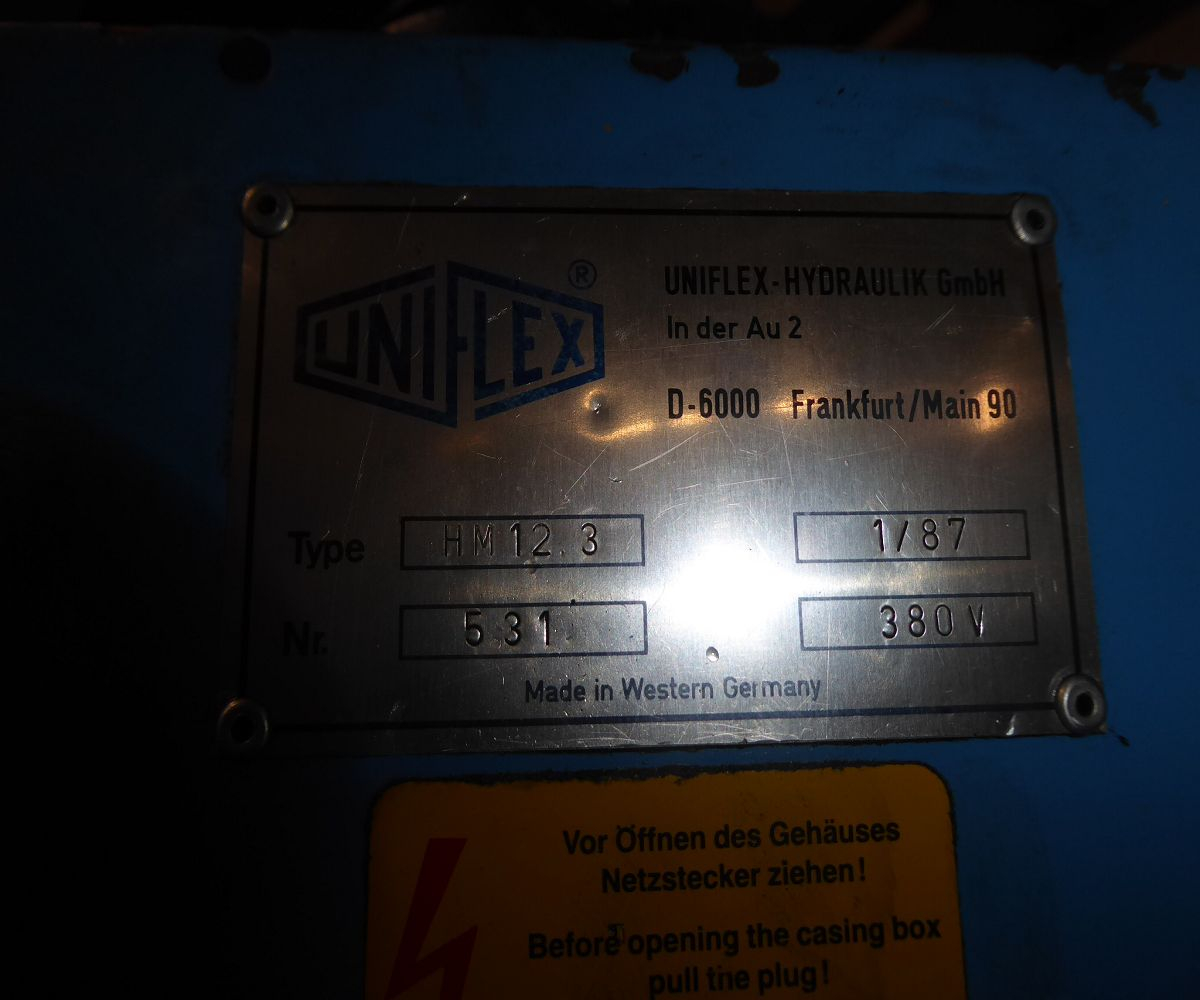 UNIFLEX ®
UNIFLEX-HYDRAULIK GmbH
In der Au 2
D-6000 Frankfurt/Main 90
Type HM 12.3 1/87
Nr. 531 380V
Made in Western Germany
Vor Öffnen des Gehäuses
Netzstecker ziehen!
Before opening the casing box
pull the plug!